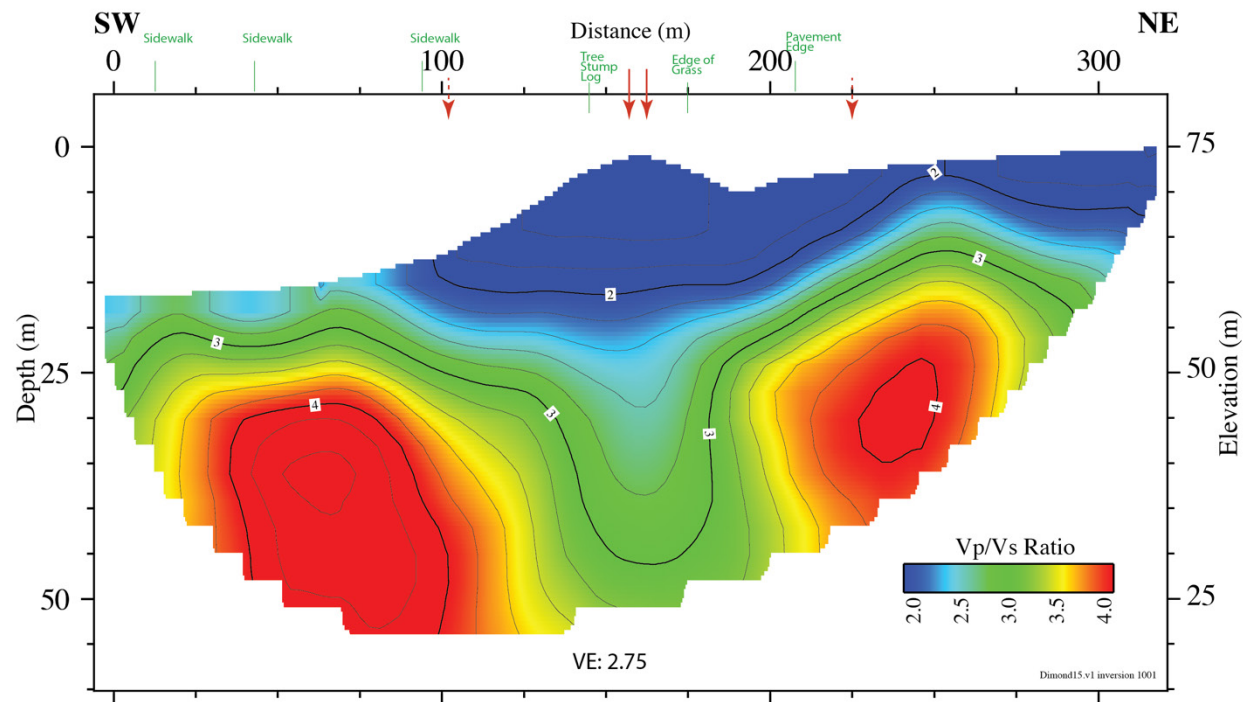 SW
Distance (m)
NE
Sidewalk
Sidewalk
Sidewalk
Tree
Stump
Log
Edge of
Grass
Pavement
Edge
0
100
200
300
Depth (m)
0
25
50
Elevation (m)
75
50
25
2
2
3
3
3
3
4
4
Vp/Vs Ratio
2.0
2.5
3.0
3.5
4.0
VE: 2.75
Dimond15.v1 inversion 1001